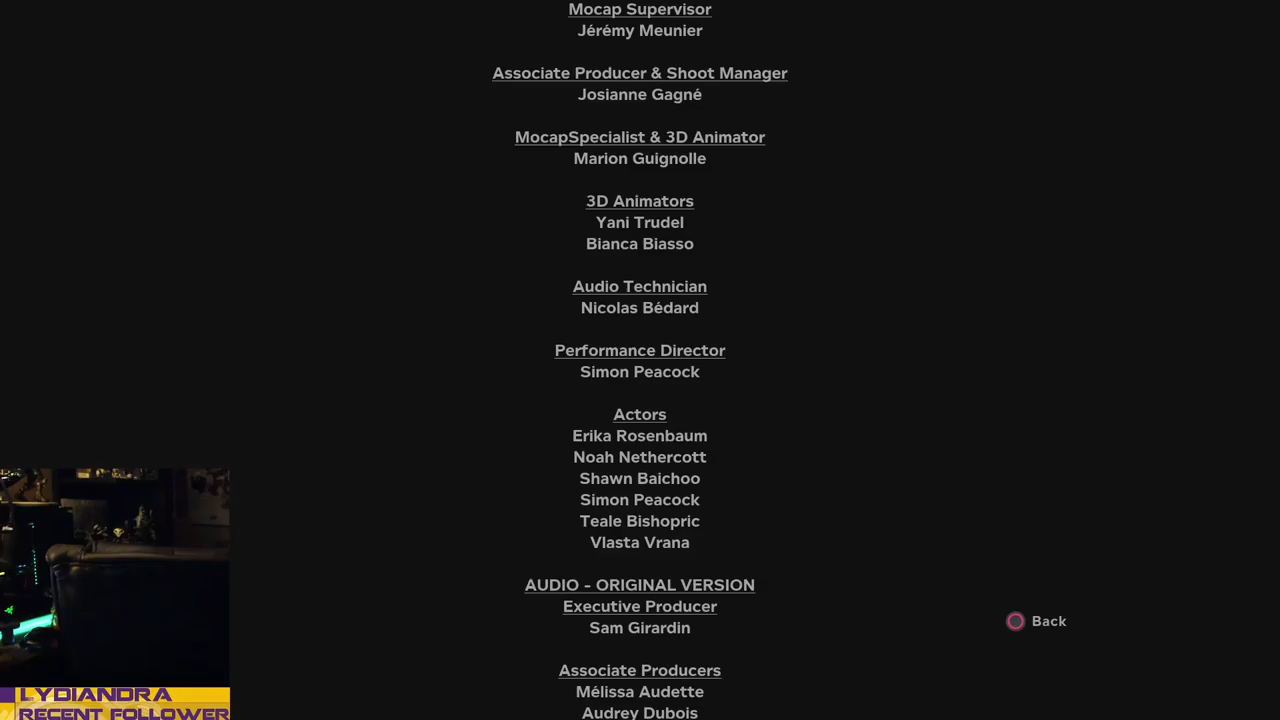 Mocap Supervisor
Jérémy Meunier
Associate Producer & Shoot Manager
Josianne Gagné
MocapSpecialist & 3D Animator
Marion Guignolle
3D Animators
Yani Trudel
Bianca Biasso
Audio Technician
Nicolas Bédard
Performance Director
Simon Peacock
Actors
Erika Rosenbaum
Noah Nethercott
Shawn Baichoo
Simon Peacock
Teale Bishopric
Vlasta Vrana
AUDIO - ORIGINAL VERSION
Executive Producer
Sam Girardin
Associate Producers
Mélissa Audette
Audrey Dubois
Back
LYDIANDRA
RECENT FOLLOWER